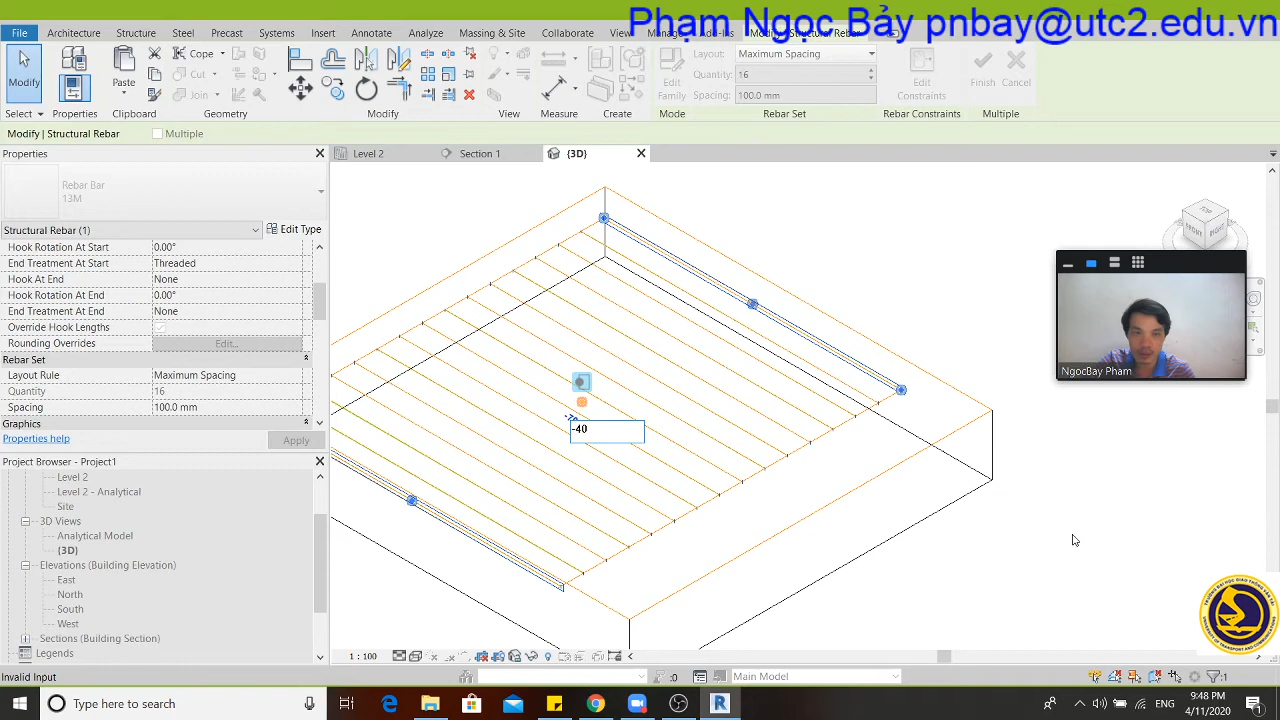 Phạm Ngọc Bảy pnbay@utc2.edu.vn
File Architecture Structure Steel Precast Systems Insert Annotate Analyze Massing & Site Collaborate
Cope
Cut
Join
Paste
Modify
Edit Family
Layout: Maximum Spacing
Quantity: 16
Spacing: 100.0 mm
Edit Constraints
Finish Cancel
Select Properties Clipboard Geometry Modify View Measure Create Mode Rebar Set Rebar Constraints Multiple
Modify | Structural Rebar Multiple
Properties
Level 2 Section 1 {3D}
Rebar Bar
13M
Structural Rebar (1) Edit Type
Hook Rotation At Start 0.00°
End Treatment At Start Threaded
Hook At End None
Hook Rotation At End 0.00°
End Treatment At End None
Override Hook Lengths
Rounding Overrides Edit...
Rebar Set
Layout Rule Maximum Spacing
Quantity 16
Spacing 100.0 mm
Graphics
Properties help Apply
Project Browser - Project1
Level 2
Level 2 - Analytical
Site
3D Views
Analytical Model
{3D}
Elevations (Building Elevation)
East
North
South
West
Sections (Building Section)
Legends
-40
TOP
FRONT
RIGHT
NgocBay Pham
1 : 100
Invalid Input :0 Main Model :1
Type here to search
ENG
9:48 PM
4/11/2020